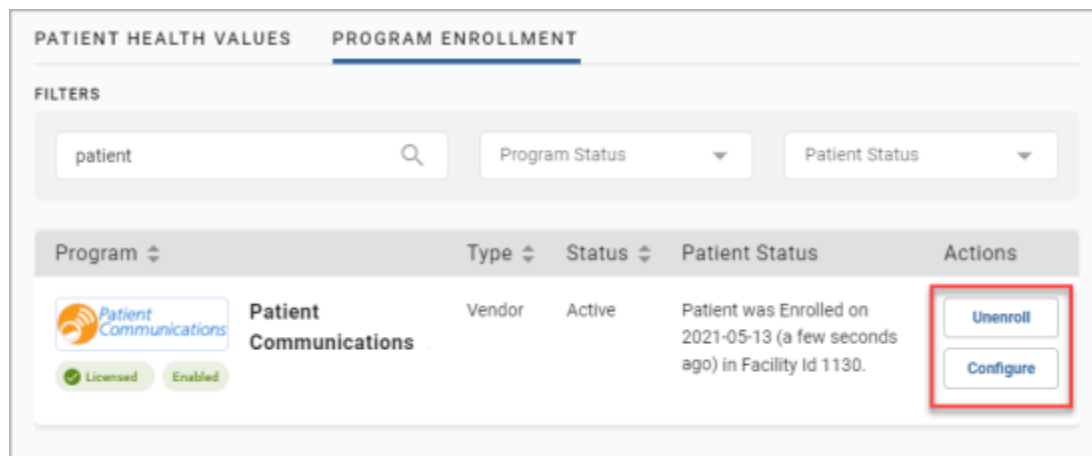 PATIENT HEALTH VALUES PROGRAM ENROLLMENT
FILTERS
patient Program Status Patient Status
Program Type Status Patient Status Actions
Patient
Communications
Licensed Enabled
Patient
Communications
Vendor
Active
Patient was Enrolled on
2021-05-13 (a few seconds
ago) in Facility Id 1130.
Unenroll
Configure